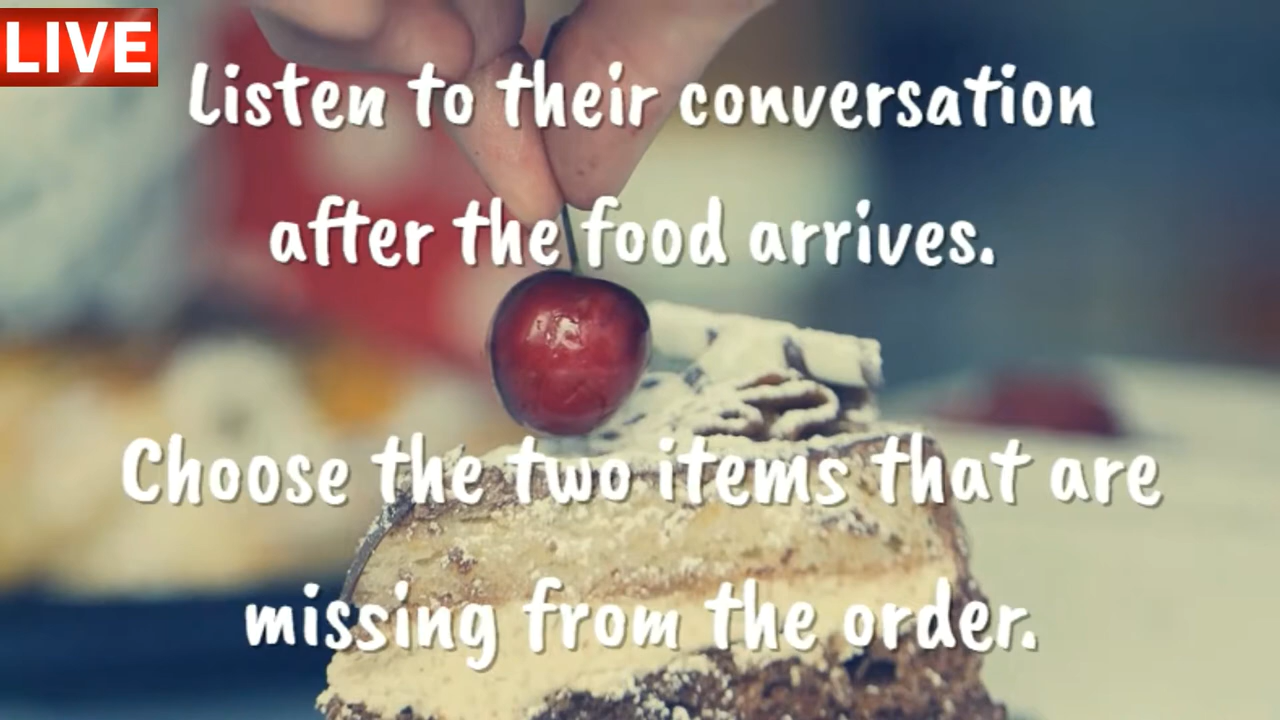 LIVE
Listen to their conversation
after the food arrives.
Choose the two items that are
missing from the order.